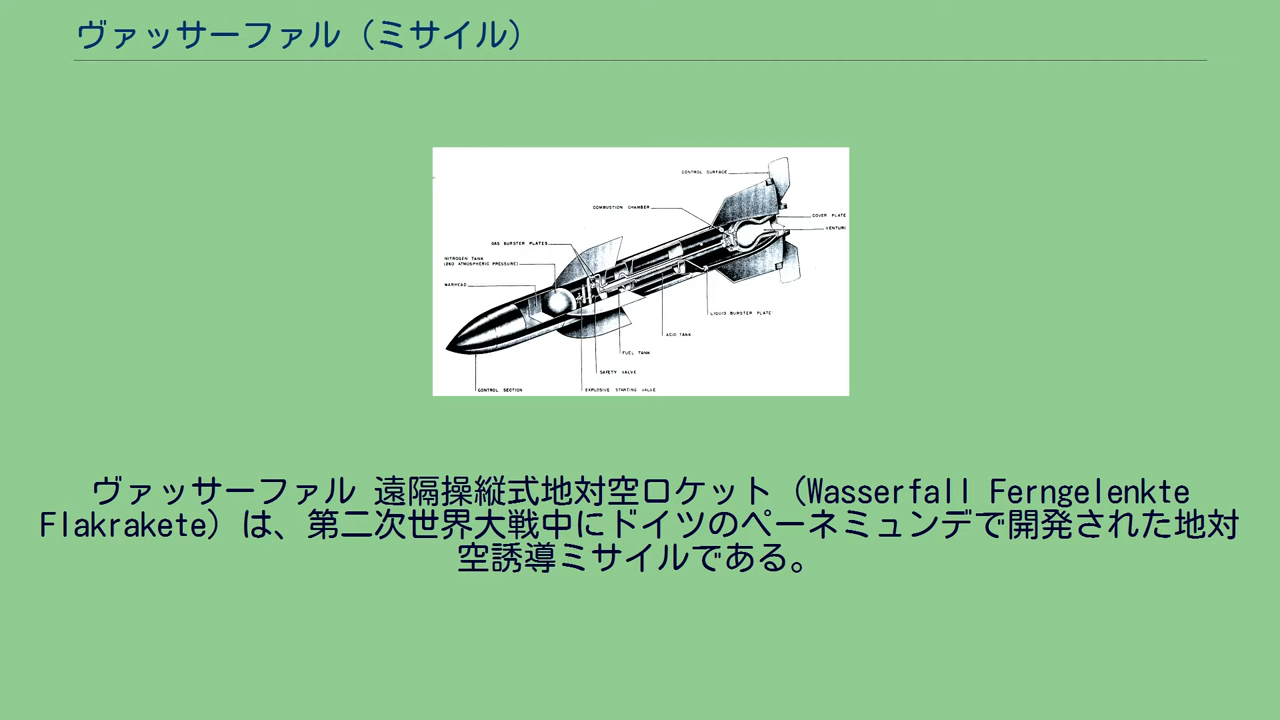 ヴァッサーファル（ミサイル）
CONTROL SURFACE
COMBUSTION CHAMBER
COVER PLATE
VENTURI
GAS BURSTER PLATES
NITROGEN TANK
(260 ATMOSPHERIC PRESSURE)
WARHEAD
LIQUID BURSTER PLATE
ACID TANK
FUEL TANK
SAFETY VALVE
CONTROL SECTION
EXPLOSIVE STARTING VALVE
ヴァッサーファル 遠隔操縦式地対空ロケット（Wasserfall Ferngelenkte
Flakrakete）は、第二次世界大戦中にドイツのペーネミュンデで開発された地対
空誘導ミサイルである。